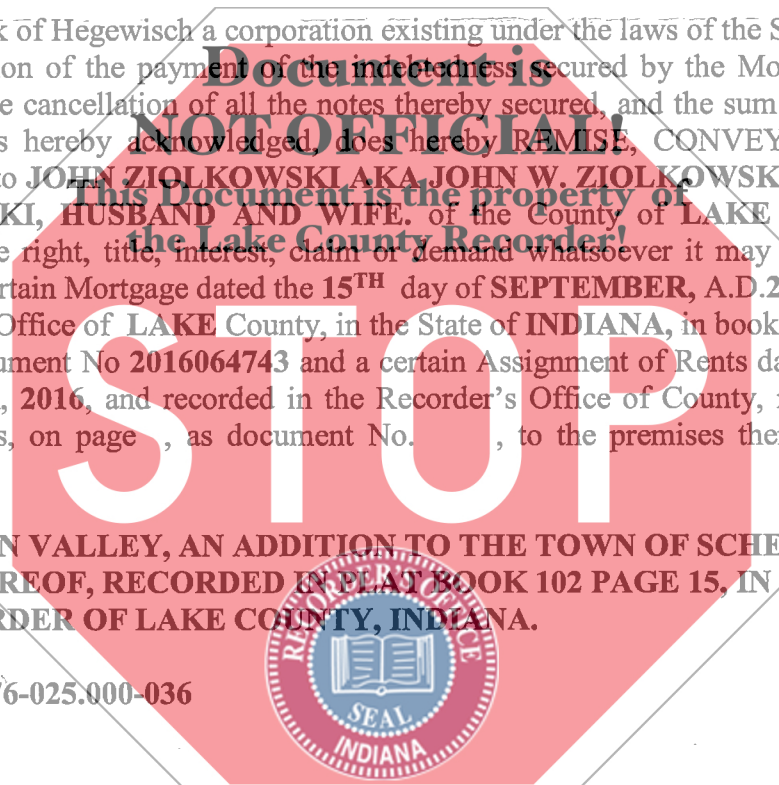 k of Hegewisch a corporation existing under the laws of the S
Document is
on of the payment of the indebtedness secured by the Mo
e cancellation of all the notes thereby secured, and the sum
NOT OFFICIAL!
s hereby acknowledged, does hereby REMISE, CONVEY
to JOHN ZIOLKOWSKI AKA JOHN W. ZIOLKOWSK
This Document is the property of
KI, HUSBAND AND WIFE. of the County of LAKE
the Lake County Recorder!
e right, title, interest, claim or demand whatsoever it may
rtain Mortgage dated the 15TH day of SEPTEMBER, A.D.2
Office of LAKE County, in the State of INDIANA, in book
ument No 2016064743 and a certain Assignment of Rents da
, 2016, and recorded in the Recorder's Office of County,
s, on page , as document No. , to the premises ther
STOP
N VALLEY, AN ADDITION TO THE TOWN OF SCHE
REOF, RECORDED IN PLAT BOOK 102 PAGE 15, IN
RDER OF LAKE COUNTY, INDIANA.
RECORDER'S OFFICE
SEAL
INDIANA
76-025.000-036